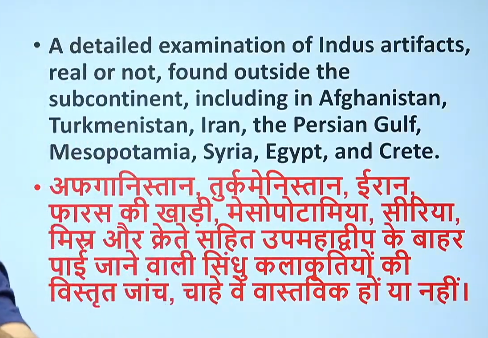 • A detailed examination of Indus artifacts,
real or not, found outside the
subcontinent, including in Afghanistan,
Turkmenistan, Iran, the Persian Gulf,
Mesopotamia, Syria, Egypt, and Crete.
• अफगानिस्तान, तुर्कमेनिस्तान, ईरान,
फारस की खाड़ी, मेसोपोटामिया, सीरिया,
मिस्र और क्रेते सहित उपमहाद्वीप के बाहर
पाई जाने वाली सिंधु कलाकृतियों की
विस्तृत जांच, चाहे वे वास्तविक हों या नहीं।